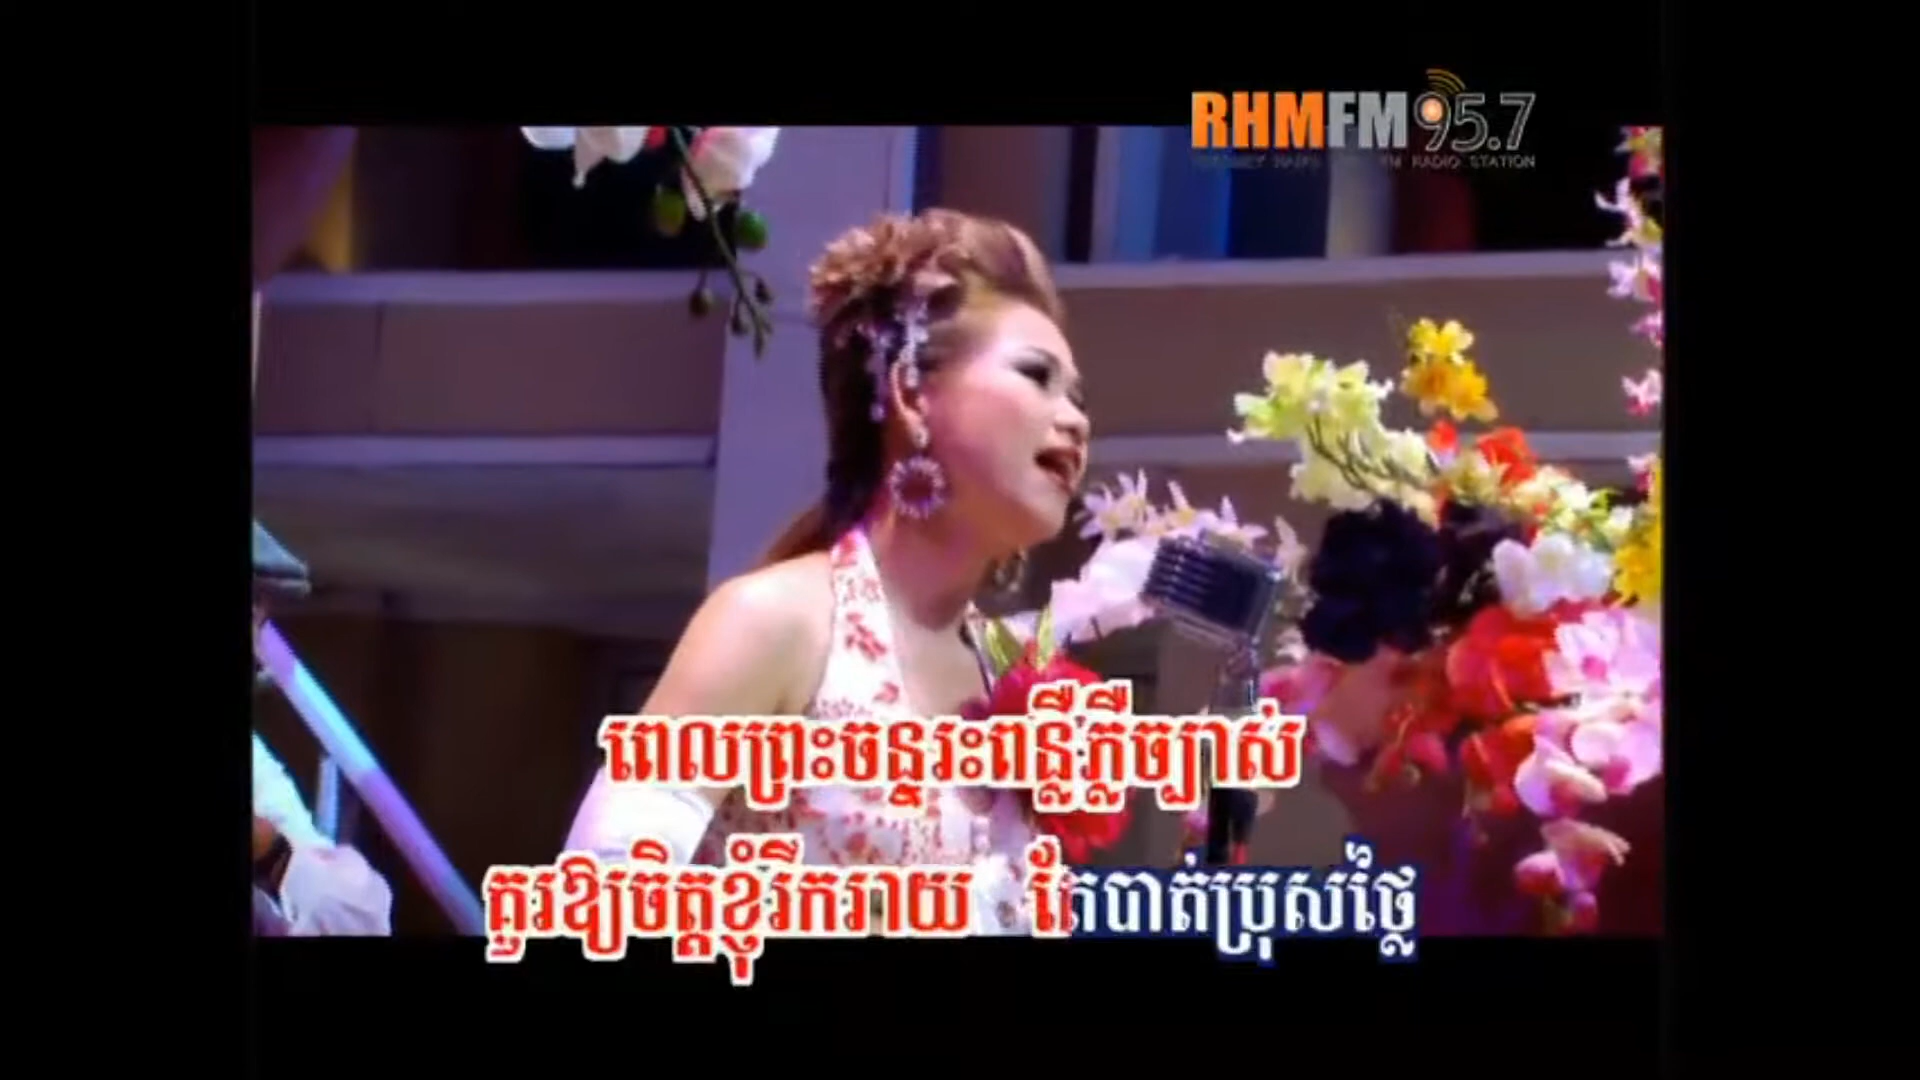 RHMFM95.7
RADIO STATION
ពេលព្រះចន្ទរះពន្លឺភ្លឺច្បាស់
គួរឱ្យចិត្តខ្ញុំរីករាយ តែបាត់ប្រុសថ្លៃ